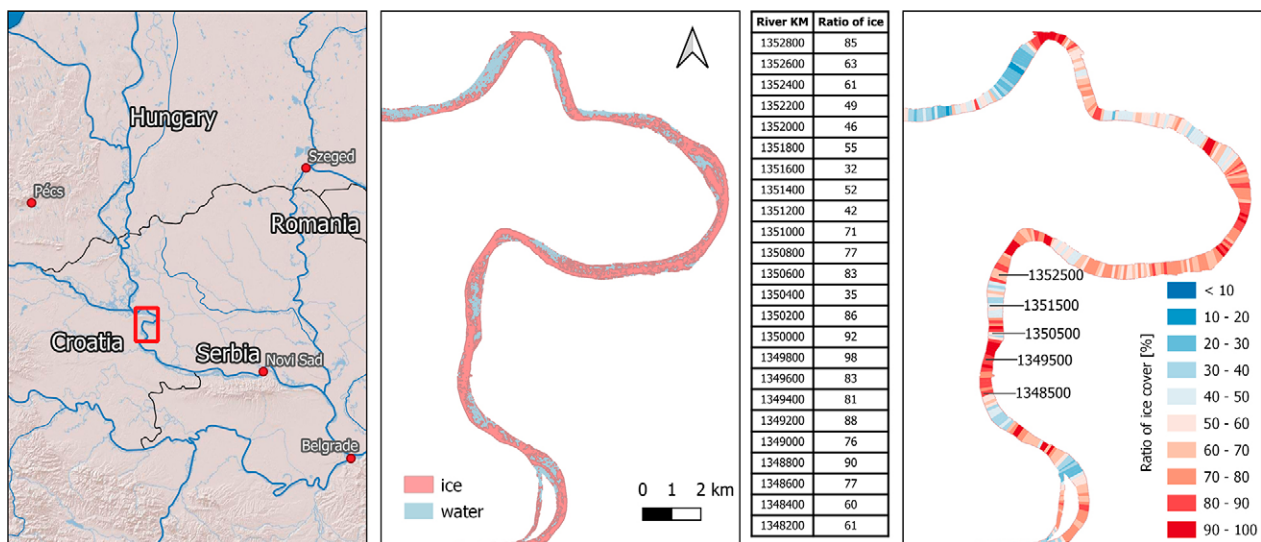 Hungary
Szeged
Pécs
Romania
Croatia
Serbia
Novi Sad
Belgrade
ice
water
0 1 2 km
River KM Ratio of ice
1352800 85
1352600 63
1352400 61
1352200 49
1352000 46
1351800 55
1351600 32
1351400 52
1351200 42
1351000 71
1350800 77
1350600 83
1350400 35
1350200 86
1350000 92
1349800 98
1349600 83
1349400 81
1349200 88
1349000 76
1348800 90
1348600 77
1348400 60
1348200 61
1352500
1351500
1350500
1349500
1348500
Ratio of ice cover [%]
< 10
10 - 20
20 - 30
30 - 40
40 - 50
50 - 60
60 - 70
70 - 80
80 - 90
90 - 100